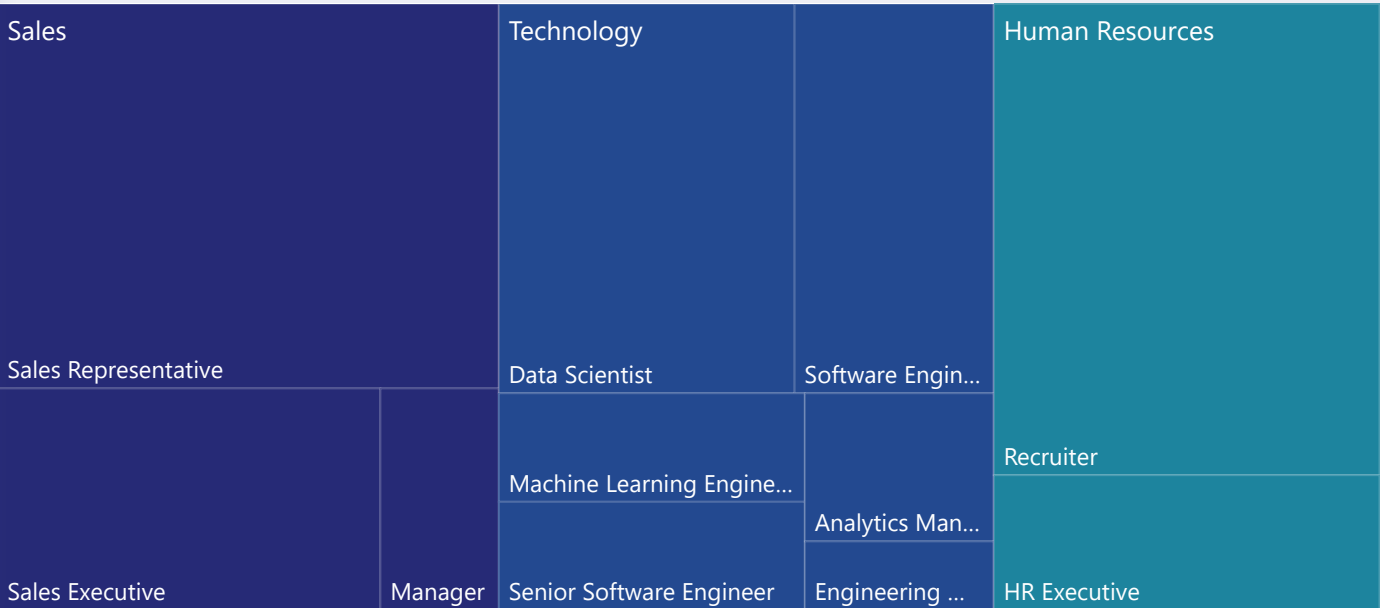 Sales
Technology
Human Resources
Sales Representative
Data Scientist
Software Engin...
Recruiter
Machine Learning Engine...
Analytics Man...
Sales Executive
Manager
Senior Software Engineer
Engineering ...
HR Executive